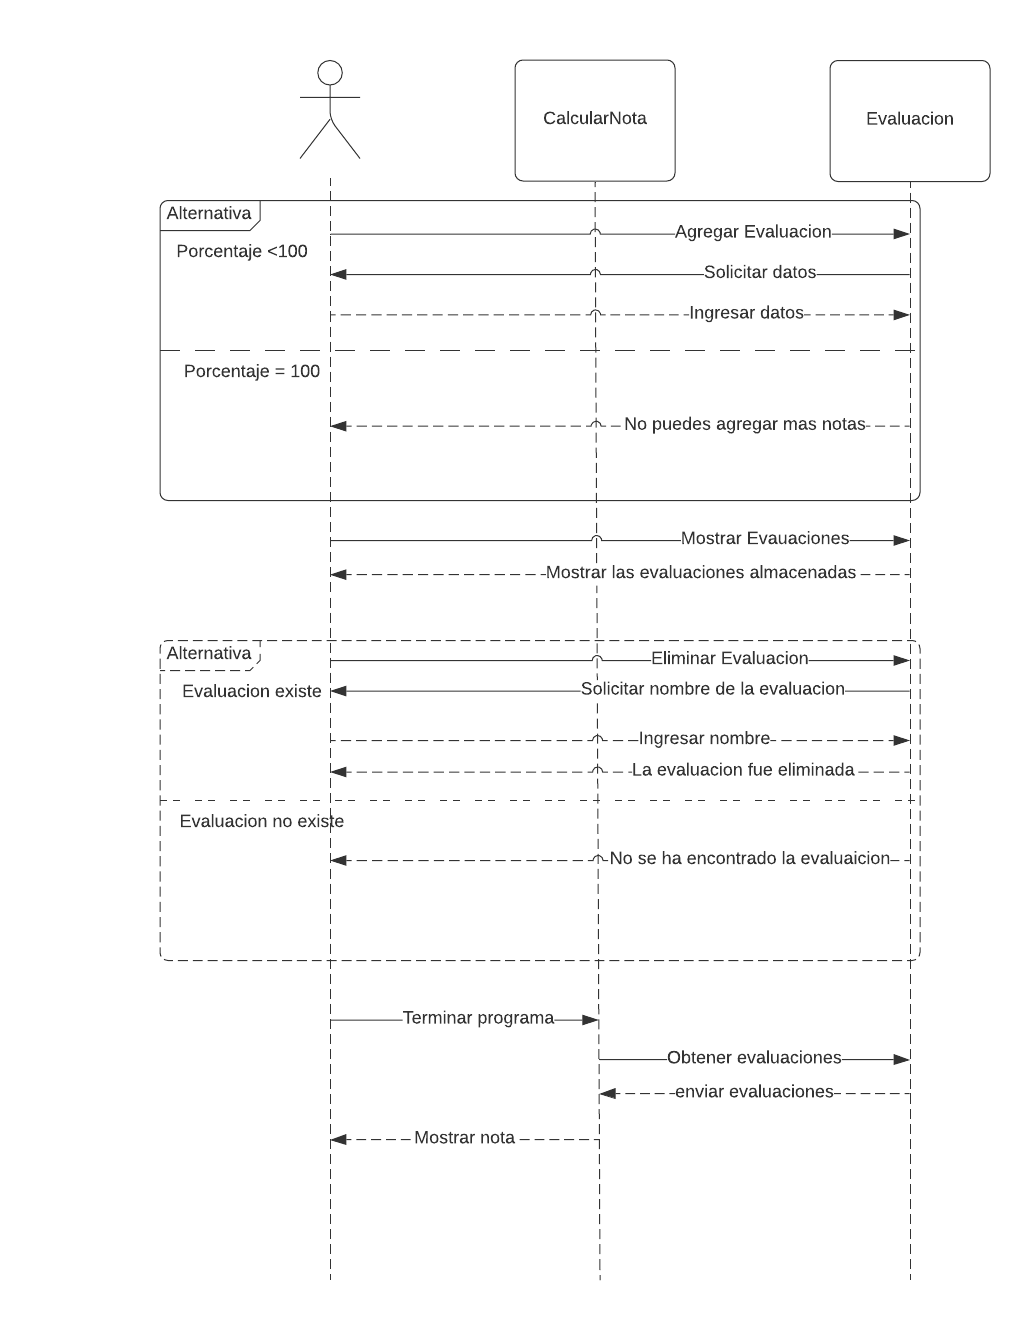 CalcularNota
Evaluacion
Alternativa
Agregar Evaluacion
Porcentaje <100
Solicitar datos
Ingresar datos
Porcentaje = 100
No puedes agregar mas notas
Mostrar Evauaciones
Mostrar las evaluaciones almacenadas
Alternativa
Eliminar Evaluacion
Evaluacion existe
Solicitar nombre de la evaluacion
Ingresar nombre
La evaluacion fue eliminada
Evaluacion no existe
No se ha encontrado la evaluaicion
Terminar programa
Obtener evaluaciones
enviar evaluaciones
Mostrar nota